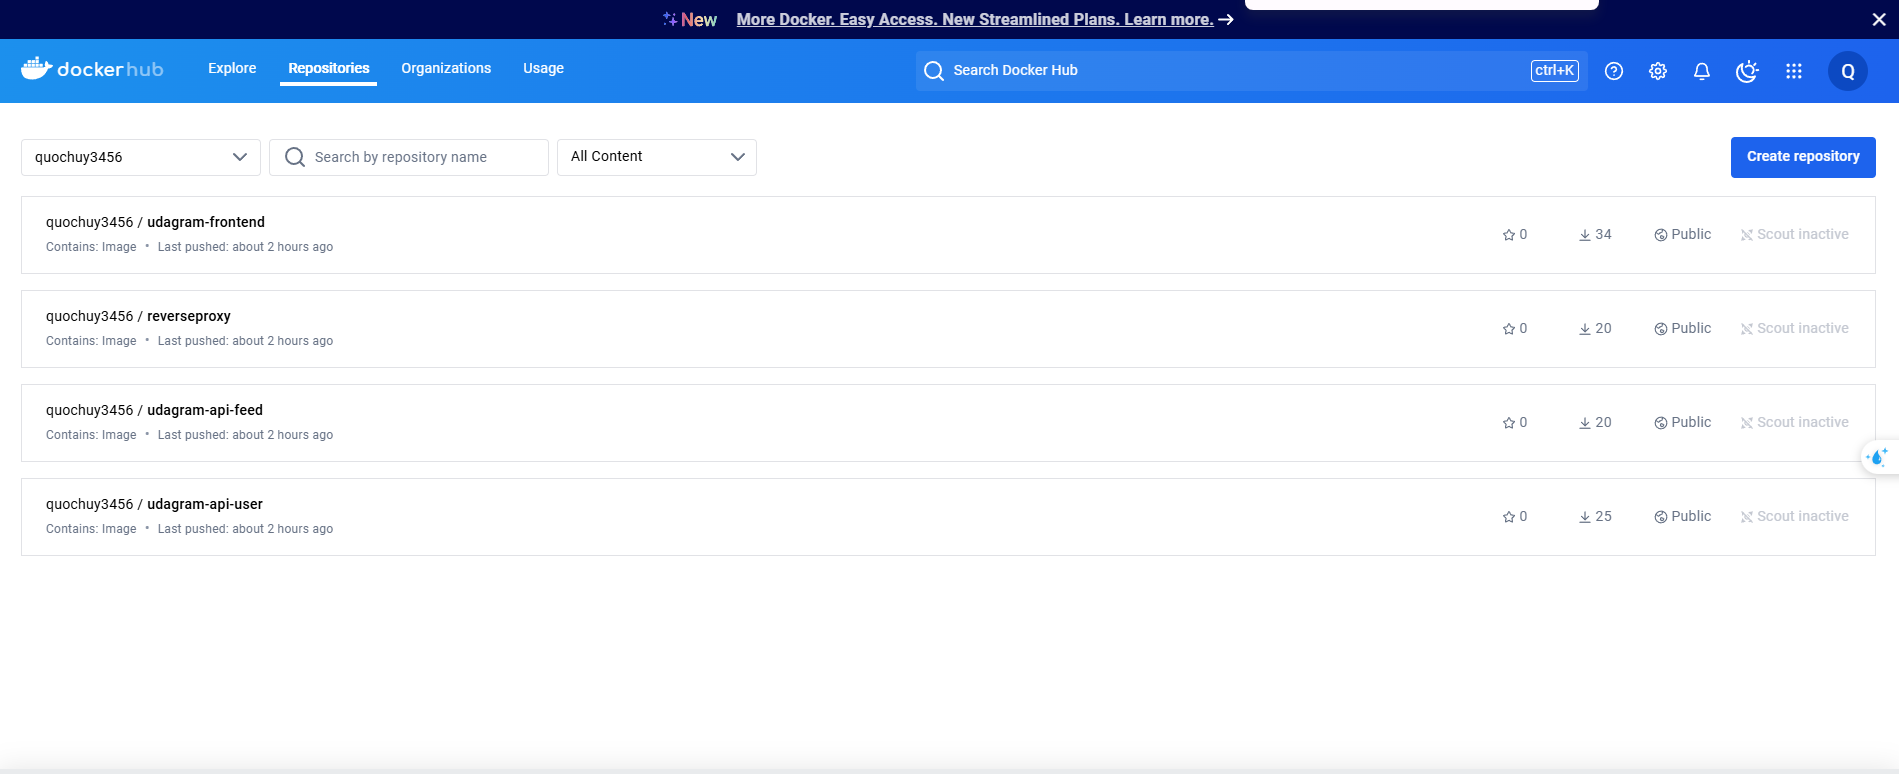 New More Docker. Easy Access. New Streamlined Plans. Learn more. →
docker hub Explore Repositories Organizations Usage Search Docker Hub ctrl+K Q
quochuy3456 Search by repository name All Content Create repository
quochuy3456 / udagram-frontend
Contains: Image • Last pushed: about 2 hours ago 0 34 Public Scout inactive
quochuy3456 / reverseproxy
Contains: Image • Last pushed: about 2 hours ago 0 20 Public Scout inactive
quochuy3456 / udagram-api-feed
Contains: Image • Last pushed: about 2 hours ago 0 20 Public Scout inactive
quochuy3456 / udagram-api-user
Contains: Image • Last pushed: about 2 hours ago 0 25 Public Scout inactive